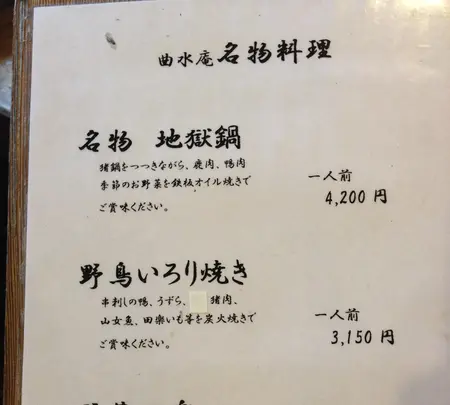 曲水庵名物料理
名物 地獄鍋
猪鍋をつつきながら、鹿肉、鴨肉
季節のお野菜を鉄板オイル焼きで
ご賞味ください。
一人前
4,200 円
野鳥いろり焼き
串刺しの鴨、うずら、 猪肉、
山女魚、田楽いも等を炭火焼きで
ご賞味ください。
一人前
3,150 円